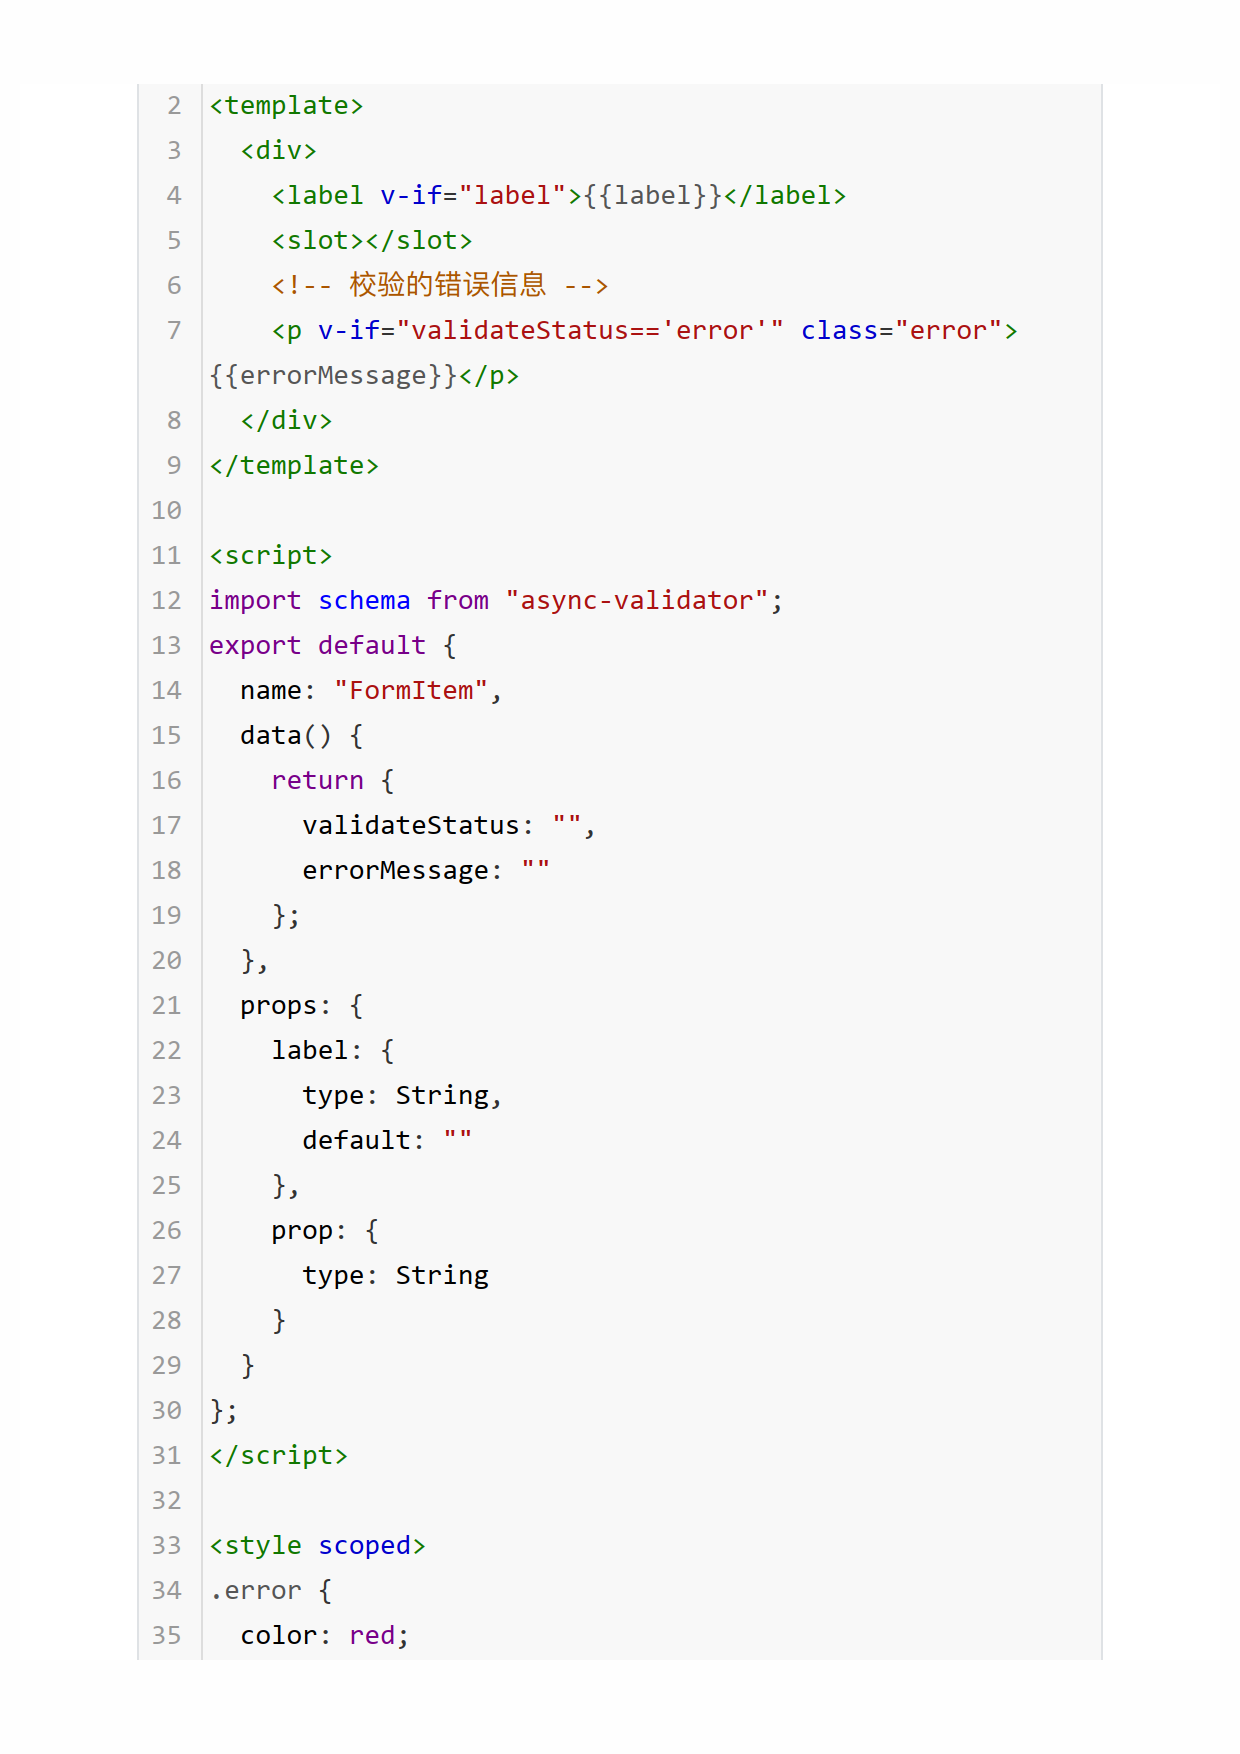 2 <template>
3   <div>
4     <label v-if="label">{{label}}</label>
5     <slot></slot>
6     <!-- 校验的错误信息 -->
7     <p v-if="validateStatus=='error'" class="error">
{{errorMessage}}</p>
8   </div>
9 </template>
10
11 <script>
12 import schema from "async-validator";
13 export default {
14   name: "FormItem",
15   data() {
16     return {
17       validateStatus: "",
18       errorMessage: ""
19     };
20   },
21   props: {
22     label: {
23       type: String,
24       default: ""
25     },
26     prop: {
27       type: String
28     }
29   }
30 };
31 </script>
32
33 <style scoped>
34 .error {
35   color: red;